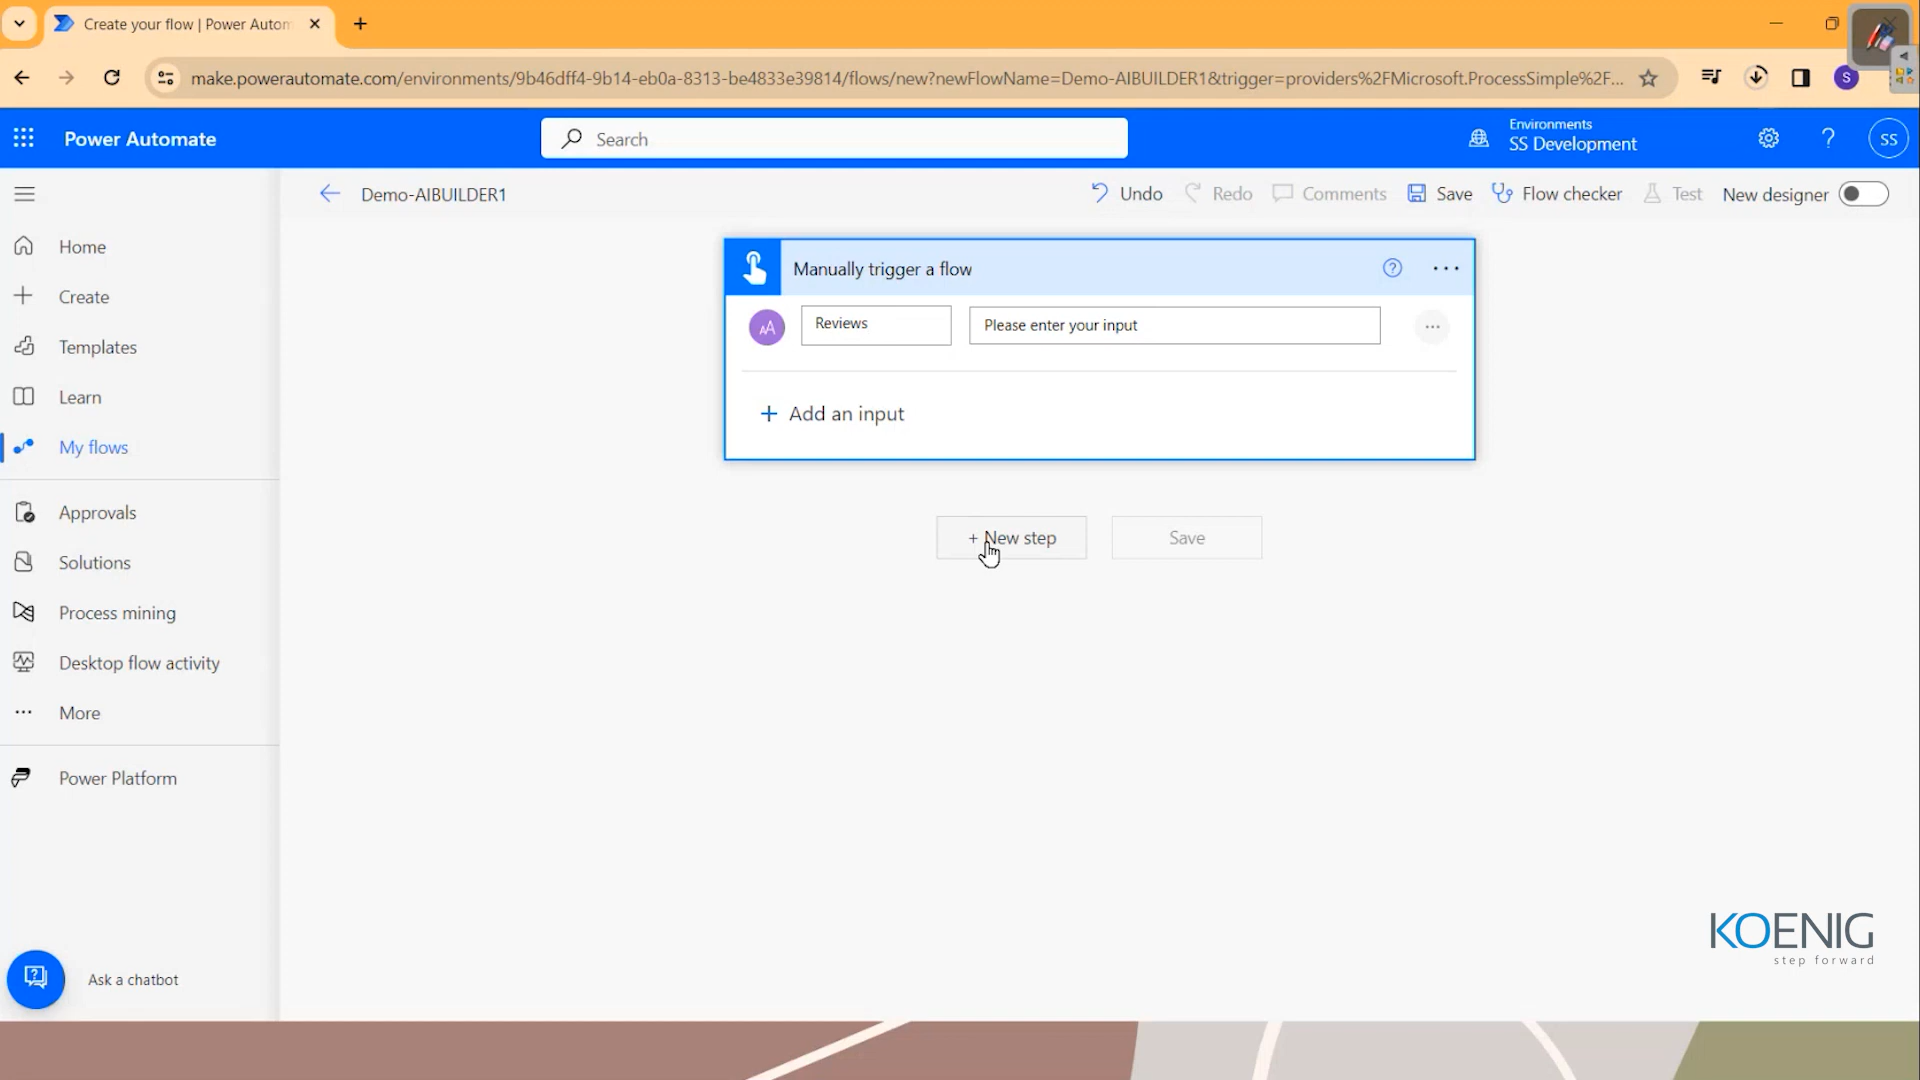 Create your flow | Power Autom
make.powerautomate.com/environments/9b46dff4-9b14-eb0a-8313-be4833e39814/flows/new?newFlowName=Demo-AIBUILDER1&trigger=providers%2FMicrosoft.ProcessSimple%2F...
S
Power Automate
Search
Environments
SS Development
?
SS
Demo-AIBUILDER1
Undo
Redo
Comments
Save
Flow checker
Test
New designer
Home
Create
Templates
Learn
My flows
Approvals
Solutions
Process mining
Desktop flow activity
More
Power Platform
Ask a chatbot
Manually trigger a flow
AA
Reviews
Please enter your input
+ Add an input
+ New step
Save
KOENIG
step forward